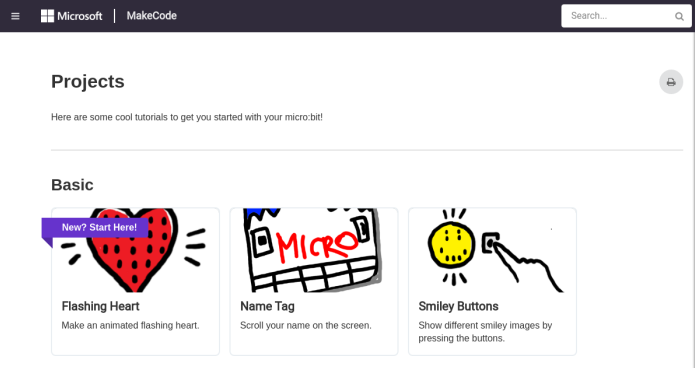 Microsoft MakeCode Search...
Projects
Here are some cool tutorials to get you started with your micro:bit!
Basic
New? Start Here!
MICRO
Flashing Heart
Name Tag
Smiley Buttons
Make an animated flashing heart.
Scroll your name on the screen.
Show different smiley images by
pressing the buttons.